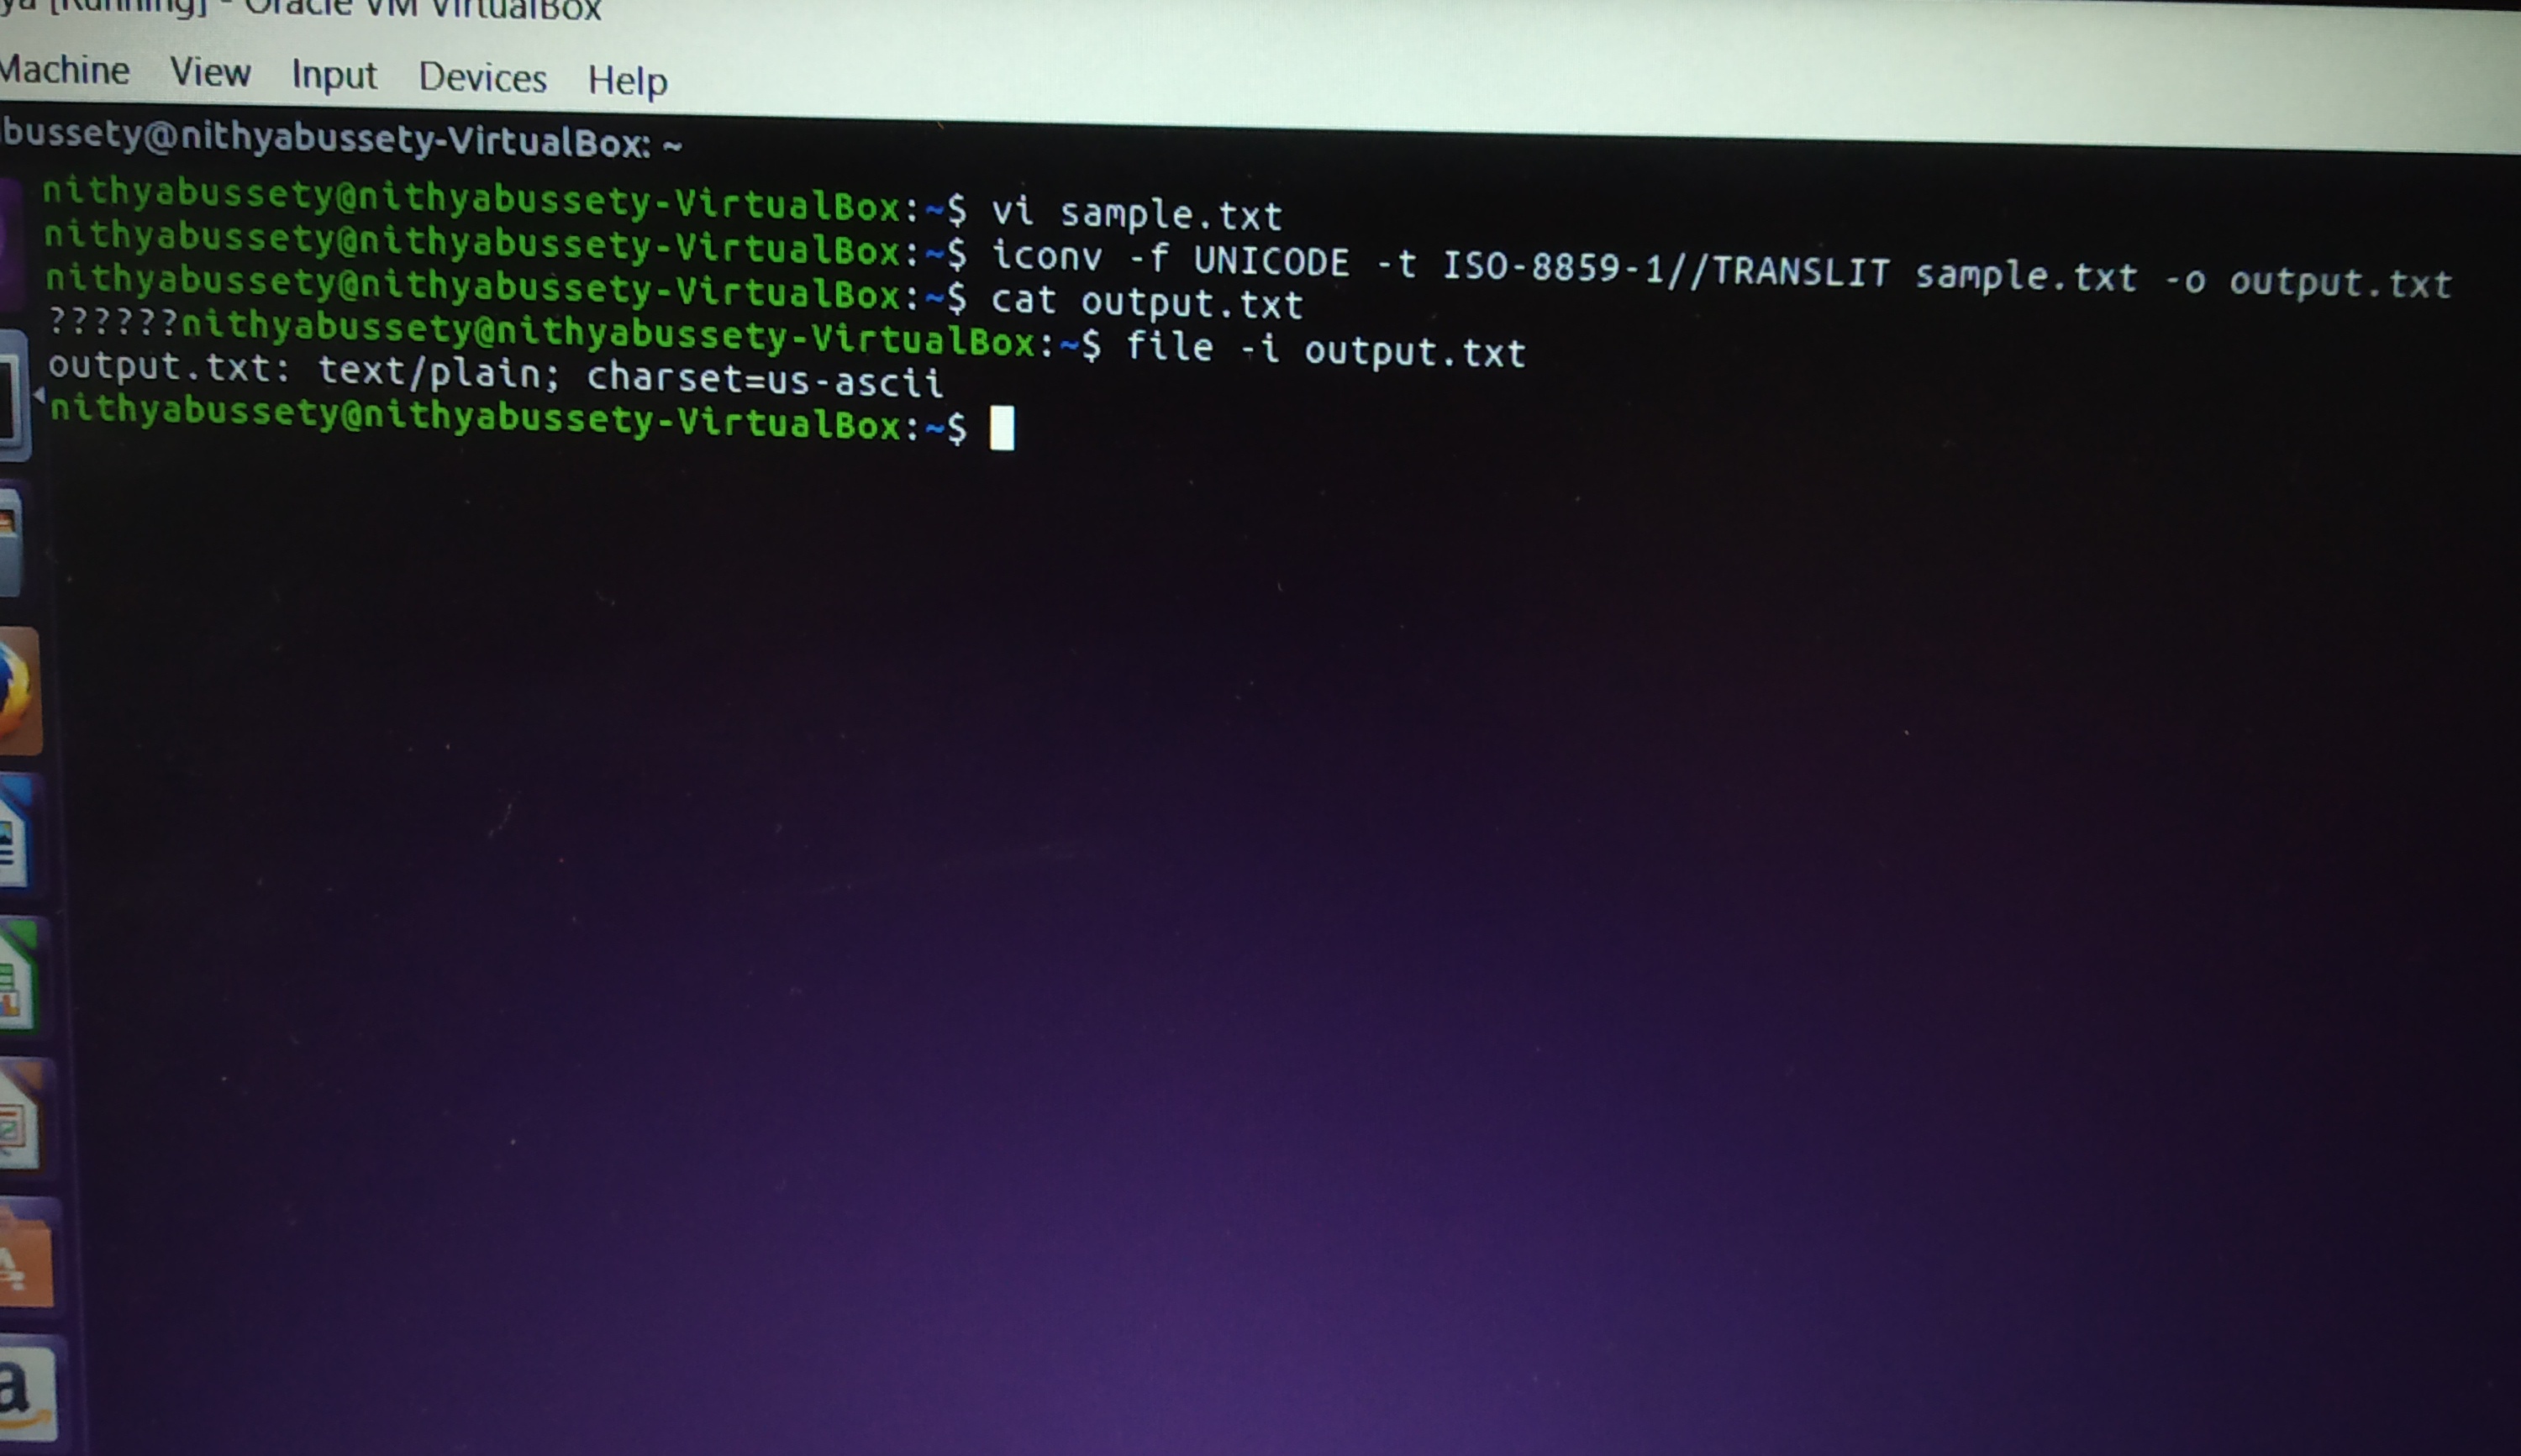 [Running] - Oracle VM VirtualBox
Machine View Input Devices Help
bussety@nithyabussety-VirtualBox: ~
nithyabussety@nithyabussety-VirtualBox:~$ vi sample.txt
nithyabussety@nithyabussety-VirtualBox:~$ iconv -f UNICODE -t ISO-8859-1//TRANSLIT sample.txt -o output.txt
nithyabussety@nithyabussety-VirtualBox:~$ cat output.txt
??????nithyabussety@nithyabussety-VirtualBox:~$ file -i output.txt
output.txt: text/plain; charset=us-ascii
nithyabussety@nithyabussety-VirtualBox:~$
a